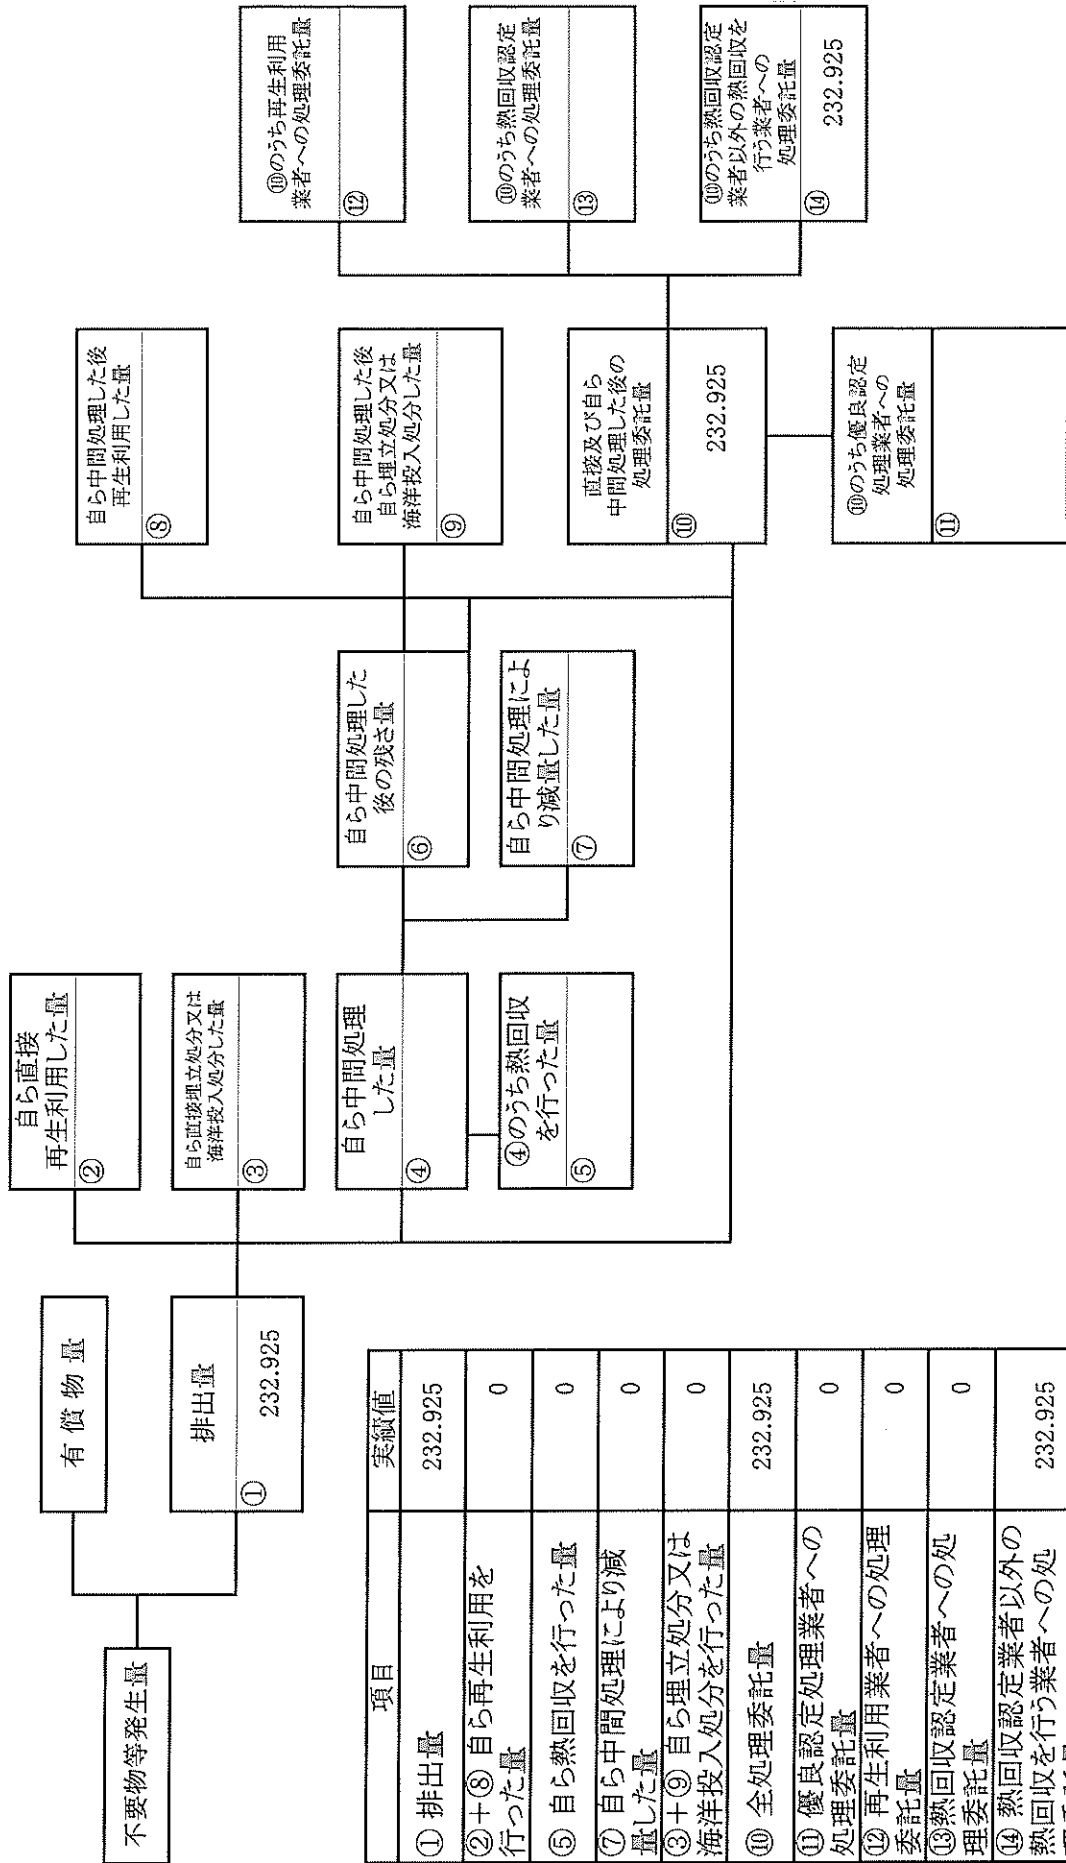 不要物等発生量
有償物量
排出量
①
232.925
自ら直接
再生利用した量
②
自ら直接埋立処分又は
海洋投入処分した量
③
自ら中間処理
した量
④
④のうち熱回収
を行った量
⑤
自ら中間処理した
後の残さ量
⑥
自ら中間処理によ
り減量した量
⑦
自ら中間処理した後
再生利用した量
⑧
自ら中間処理した後
自ら埋立処分又は
海洋投入処分した量
⑨
直接及び自ら
中間処理した後の
処理委託量
⑩
232.925
⑩のうち優良認定
処理業者への
処理委託量
⑪
⑩のうち再生利用
業者への処理委託量
⑫
⑩のうち熱回収認定
業者への処理委託量
⑬
⑩のうち熱回収認定
業者以外の熱回収を
行う業者への
処理委託量
⑭
232.925
項目 実績値
① 排出量 232.925
②+⑧ 自ら再生利用を
行った量 0
⑤ 自ら熱回収を行った量 0
⑦ 自ら中間処理により減
量した量 0
③+⑨ 自ら埋立処分又は
海洋投入処分を行った量 0
⑩ 全処理委託量 232.925
⑪ 優良認定処理業者への
処理委託量 0
⑫ 再生利用業者への処理
委託量 0
⑬熱回収認定業者への処
理委託量 0
⑭ 熱回収認定業者以外の
熱回収を行う業者への処 232.925